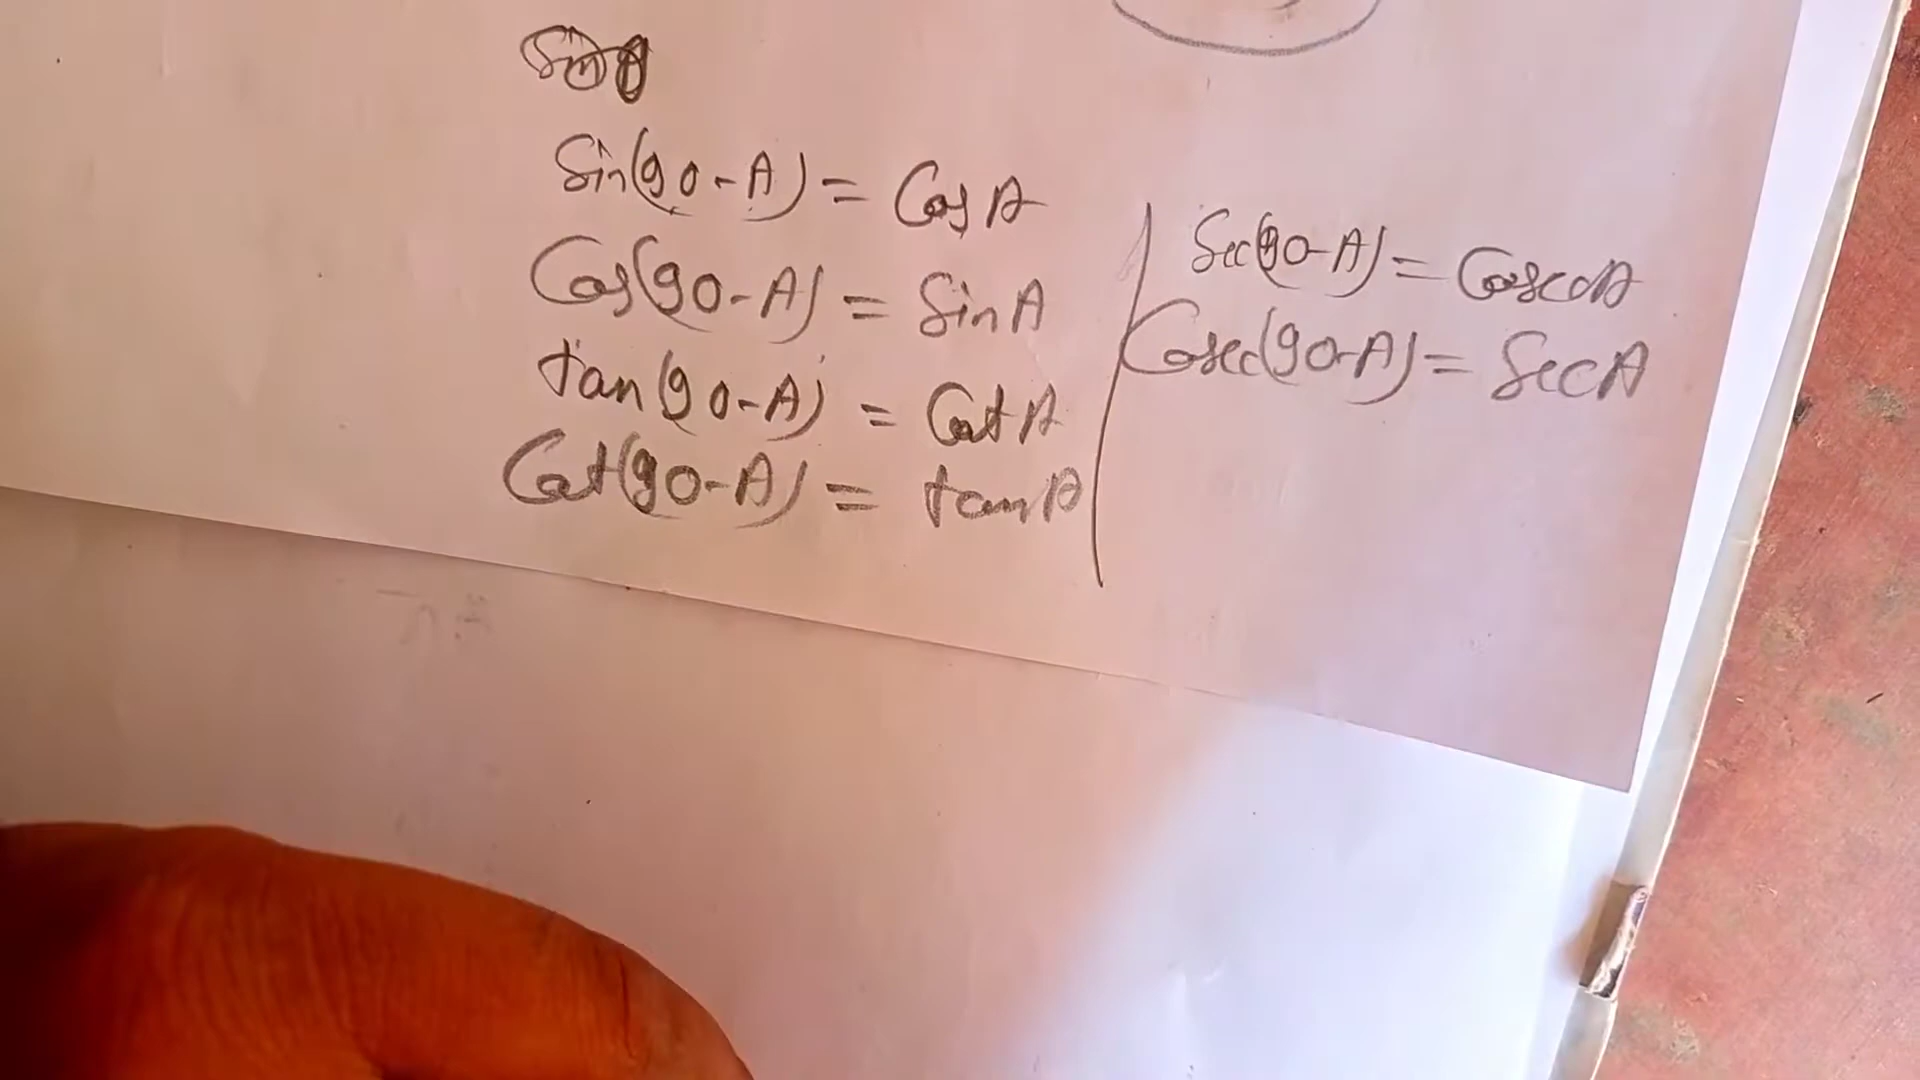 Sin(90-A) = Cos A
Cos(90-A) = Sin A
tan(90-A) = Cot A
Cot(90-A) = tan A
Sec(90-A) = Cosec A
Cosec(90-A) = Sec A